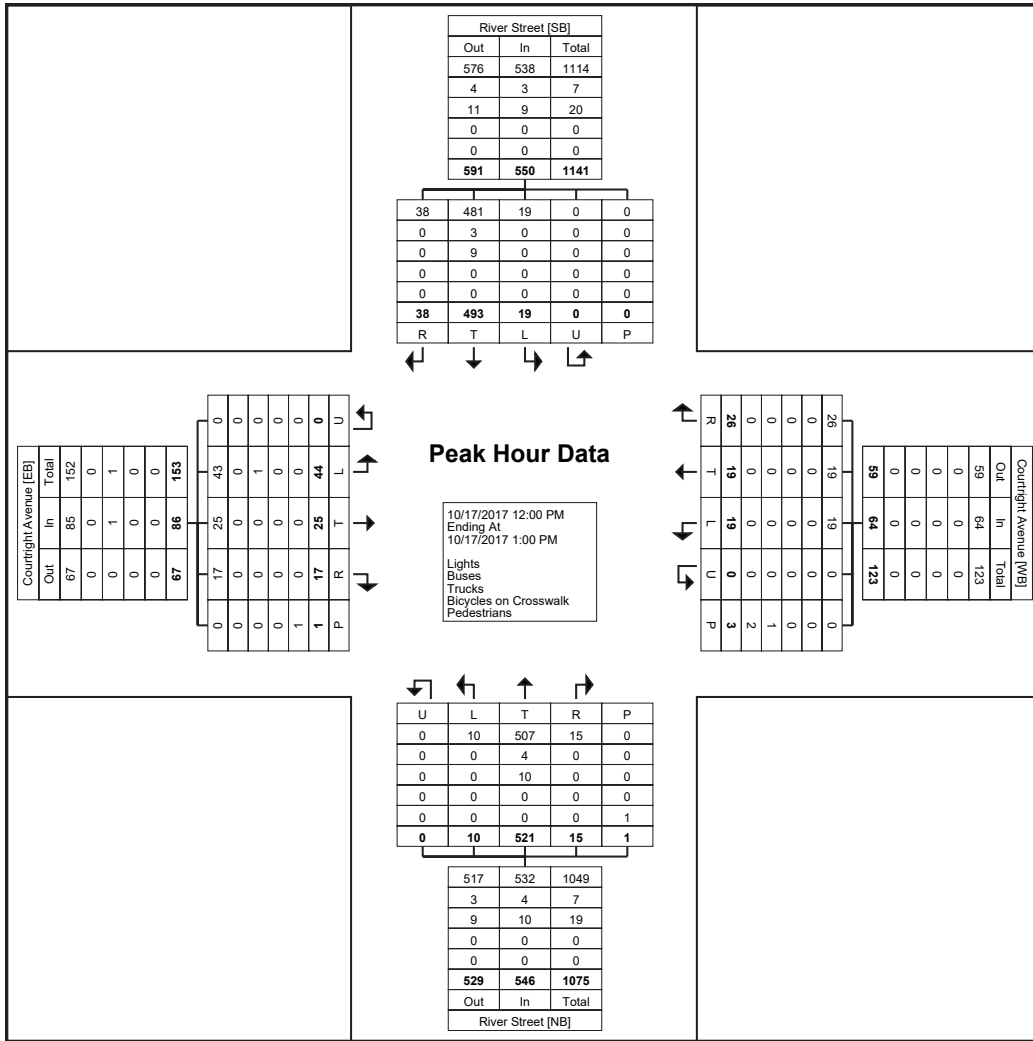 River Street [SB]
Out In Total
576 538 1114
4 3 7
11 9 20
0 0 0
0 0 0
591 550 1141
38 481 19 0 0
0 3 0 0 0
0 9 0 0 0
0 0 0 0 0
0 0 0 0 0
38 493 19 0 0
R T L U P
Courtright Avenue [EB]
Total 152 0 1 0 0 153
In 85 0 1 0 0 86
Out 67 0 0 0 0 67
0 0 0 0 0 0 U
43 0 1 0 0 44 L
25 0 0 0 0 25 T
17 0 0 0 0 17 R
0 0 0 0 1 1 P
Peak Hour Data
10/17/2017 12:00 PM
Ending At
10/17/2017 1:00 PM
Lights
Buses
Trucks
Bicycles on Crosswalk
Pedestrians
R 26 0 0 0 0 26
T 19 0 0 0 0 19
L 19 0 0 0 0 19
U 0 0 0 0 0 0
P 3 2 1 0 0 0
59 0 0 0 0 59 Out
64 0 0 0 0 64 In
123 0 0 0 0 123 Total
Courtright Avenue [WB]
U L T R P
0 10 507 15 0
0 0 4 0 0
0 0 10 0 0
0 0 0 0 0
0 0 0 0 1
0 10 521 15 1
517 532 1049
3 4 7
9 10 19
0 0 0
0 0 0
529 546 1075
Out In Total
River Street [NB]